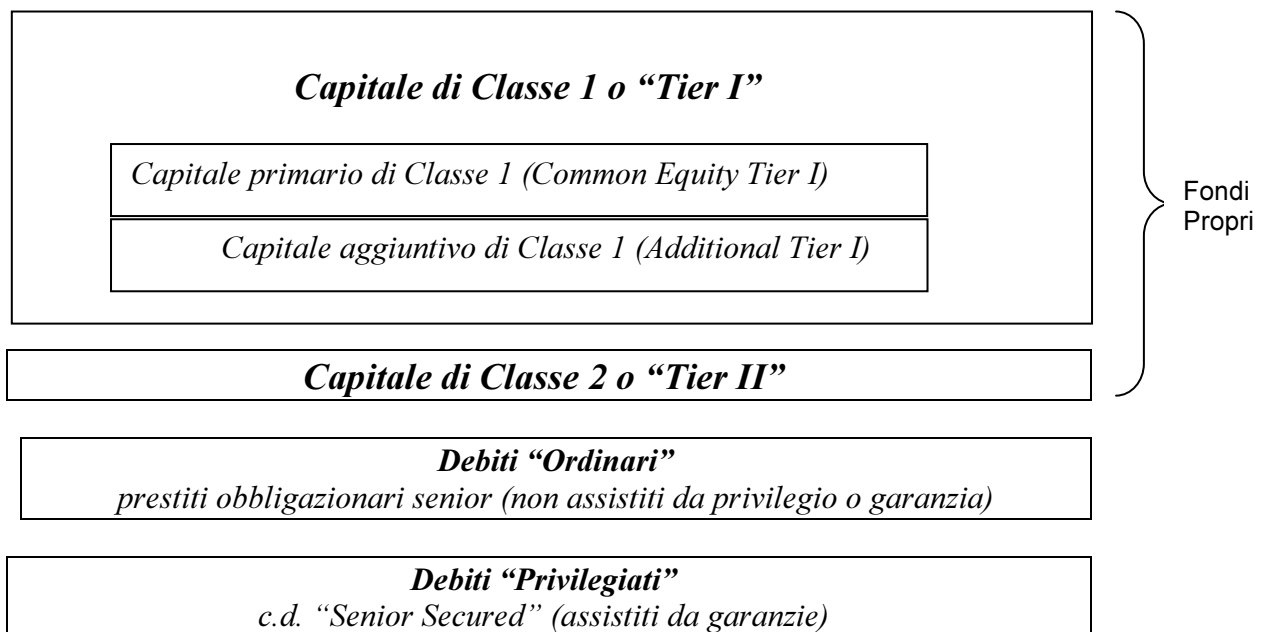 Capitale di Classe 1 o “Tier I”
Capitale primario di Classe 1 (Common Equity Tier I)
Capitale aggiuntivo di Classe 1 (Additional Tier I)
Fondi
Propri
Capitale di Classe 2 o “Tier II”
Debiti “Ordinari”
prestiti obbligazionari senior (non assistiti da privilegio o garanzia)
Debiti “Privilegiati”
c.d. “Senior Secured” (assistiti da garanzie)